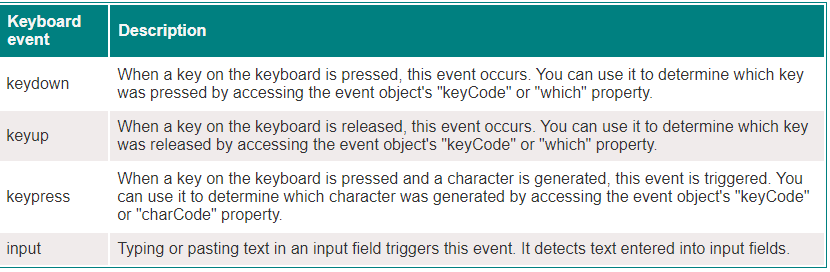 Keyboard
event
Description
keydown
When a key on the keyboard is pressed, this event occurs. You can use it to determine which key
was pressed by accessing the event object's "keyCode" or "which" property.
keyup
When a key on the keyboard is released, this event occurs. You can use it to determine which key
was released by accessing the event object's "keyCode" or "which" property.
keypress
When a key on the keyboard is pressed and a character is generated, this event is triggered. You
can use it to determine which character was generated by accessing the event object's "keyCode"
or "charCode" property.
input
Typing or pasting text in an input field triggers this event. It detects text entered into input fields.